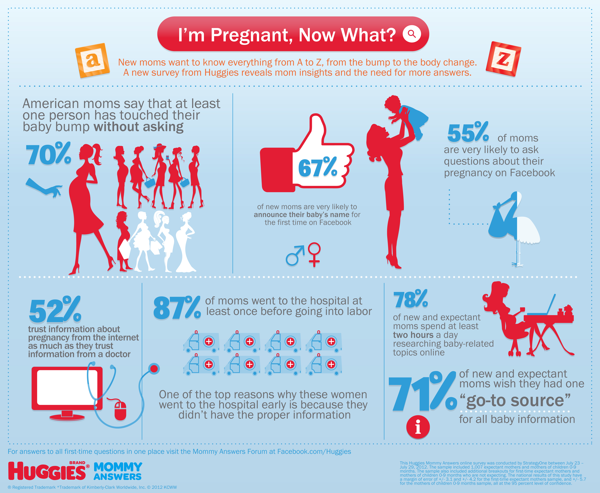 I'm Pregnant, Now What?
a
z
New moms want to know everything from A to Z, from the bump to the body change.
A new survey from Huggies reveals mom insights and the need for more answers.
American moms say that at least
one person has touched their
baby bump without asking
70%
67%
of new moms are very likely to
announce their baby's name for
the first time on Facebook
55% of moms
are very likely to ask
questions about their
pregnancy on Facebook
52%
trust information about
pregnancy from the internet
as much as they trust
information from a doctor
87% of moms went to the hospital at
least once before going into labor
One of the top reasons why these women
went to the hospital early is because they
didn't have the proper information
78%
of new and expectant
moms spend at least
two hours a day
researching baby-related
topics online
71% of new and expectant
moms wish they had one
"go-to source"
for all baby information
i
For answers to all first-time questions in one place visit the Mommy Answers Forum at Facebook.com/Huggies
HUGGIES BRAND
MOMMY
ANSWERS
® Registered Trademark *Trademark of Kimberly-Clark Worldwide, Inc. © 2012 KCWW